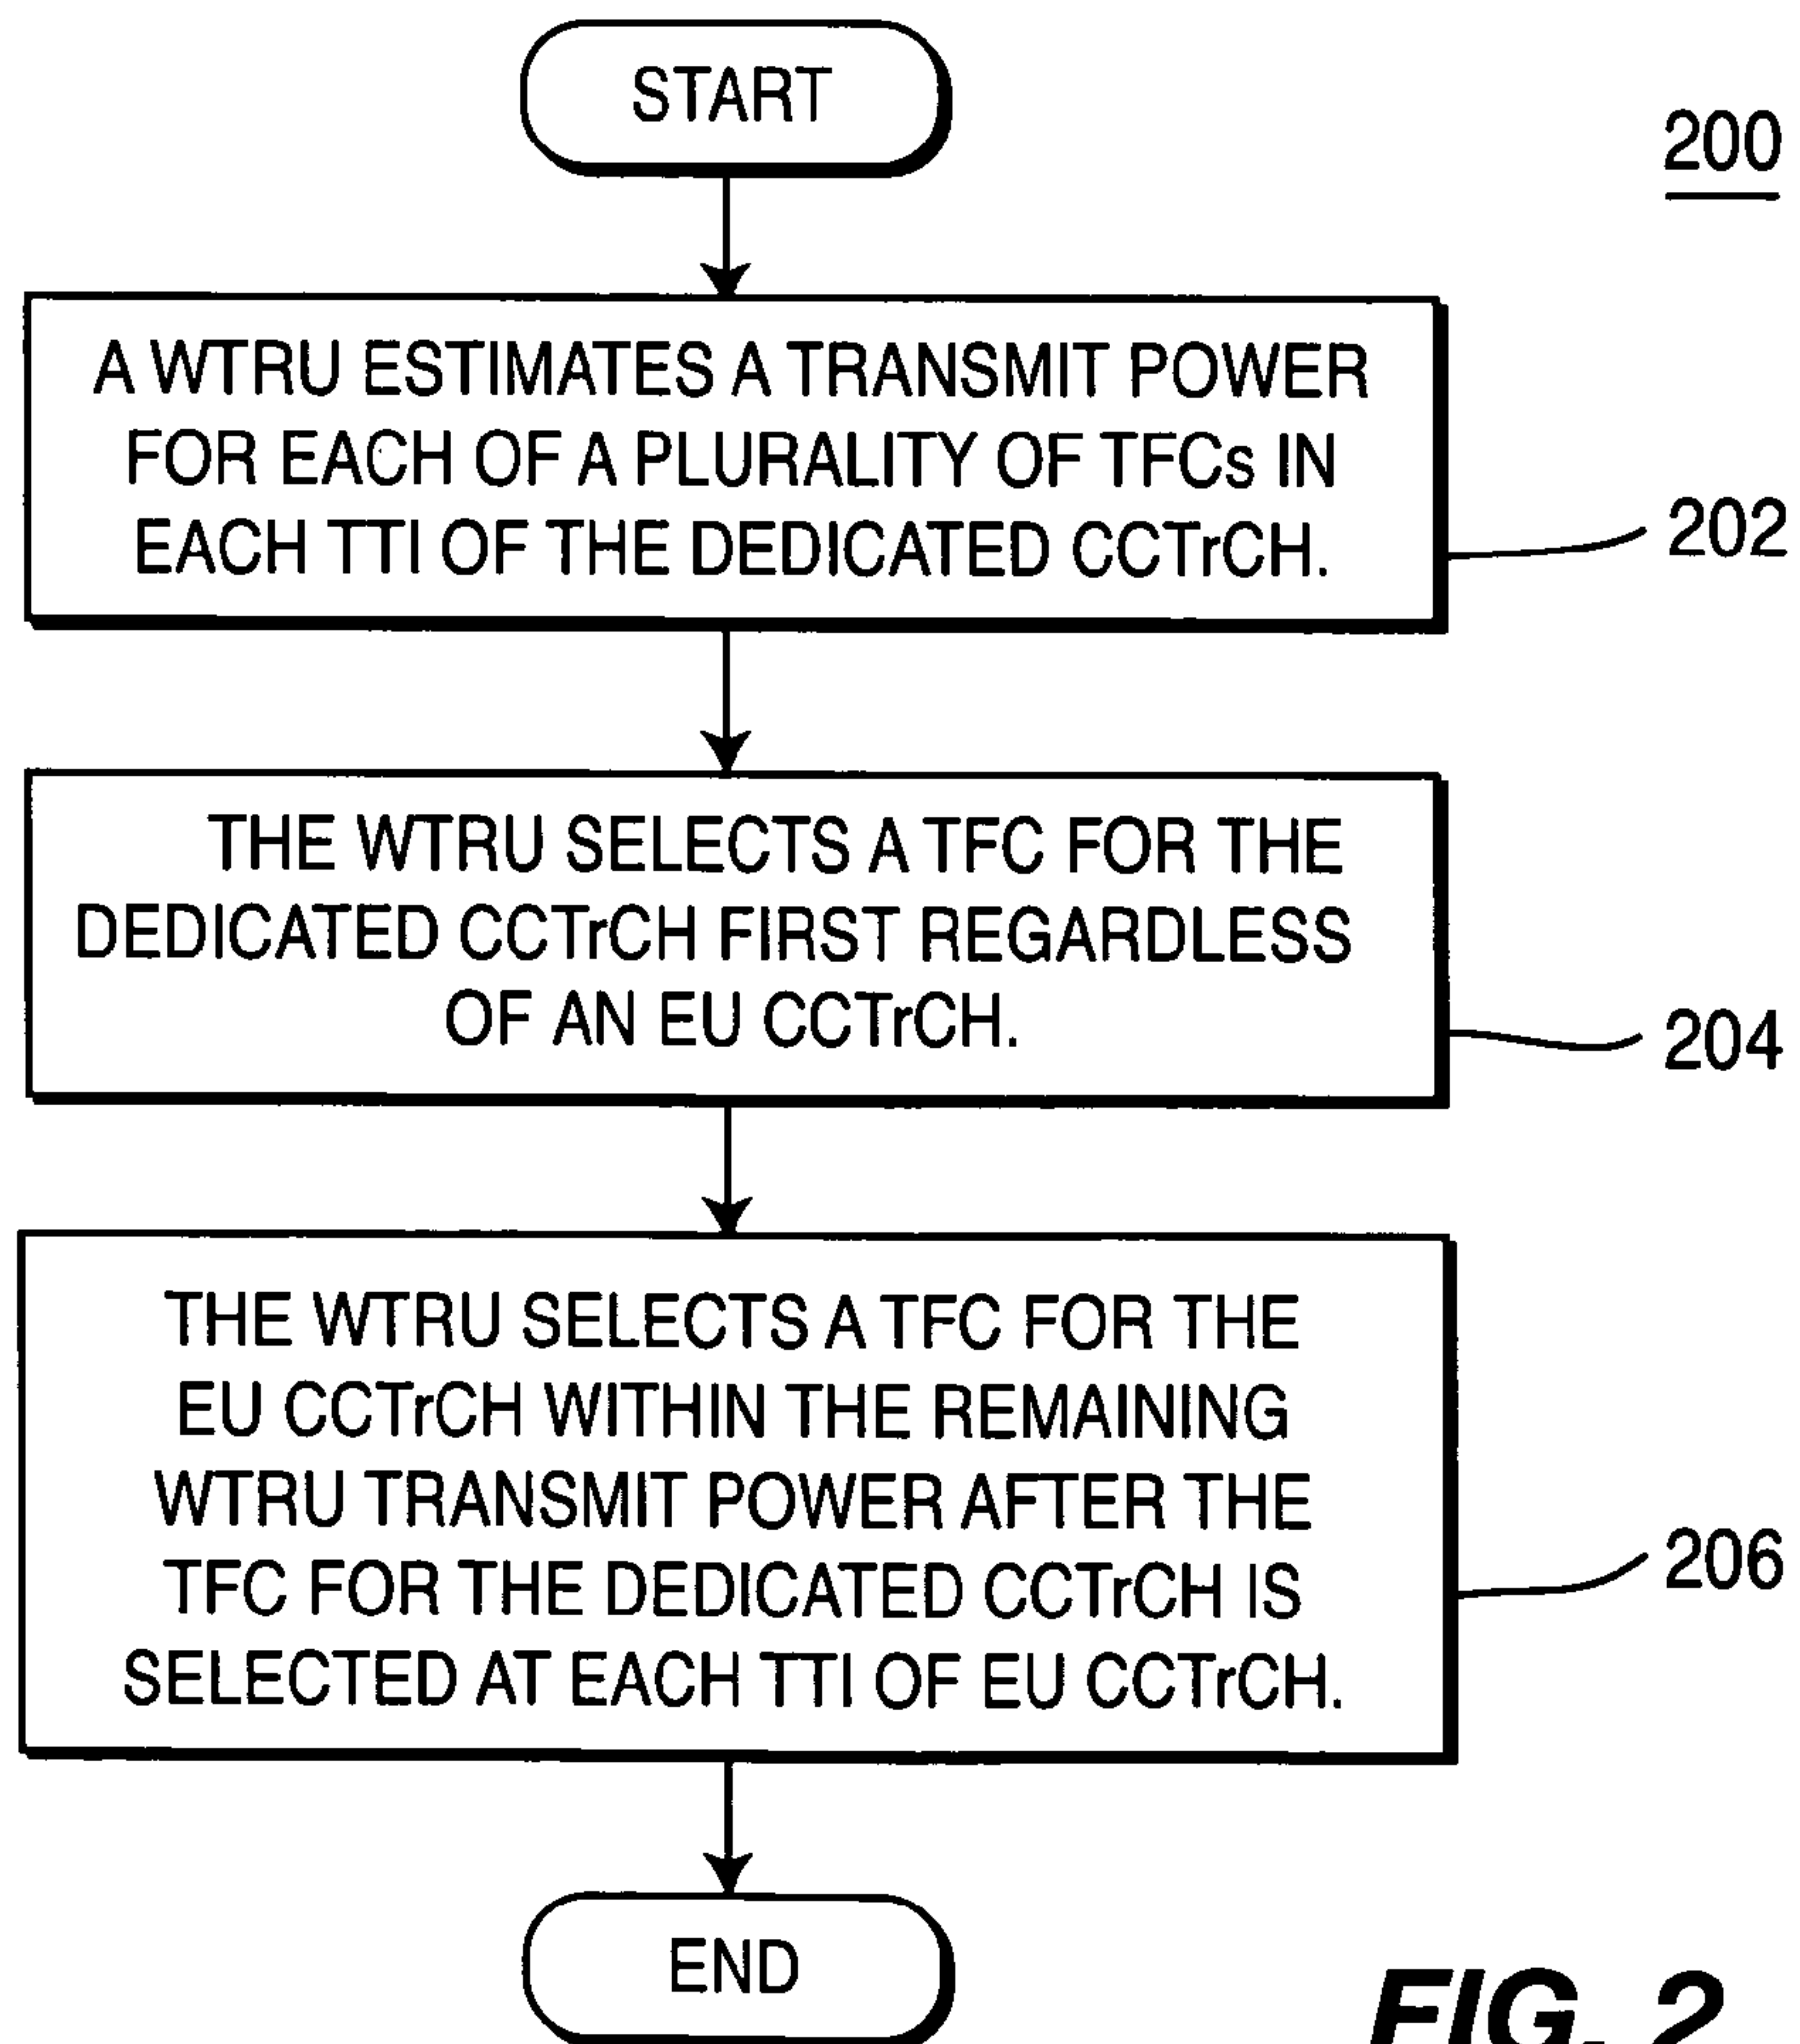 START
200
A WTRU ESTIMATES A TRANSMIT POWER
FOR EACH OF A PLURALITY OF TFCs IN
EACH TTI OF THE DEDICATED CCTrCH.
202
THE WTRU SELECTS A TFC FOR THE
DEDICATED CCTrCH FIRST REGARDLESS
OF AN EU CCTrCH.
204
THE WTRU SELECTS A TFC FOR THE
EU CCTrCH WITHIN THE REMAINING
WTRU TRANSMIT POWER AFTER THE
TFC FOR THE DEDICATED CCTrCH IS
SELECTED AT EACH TTI OF EU CCTrCH.
206
END
FIG. 2